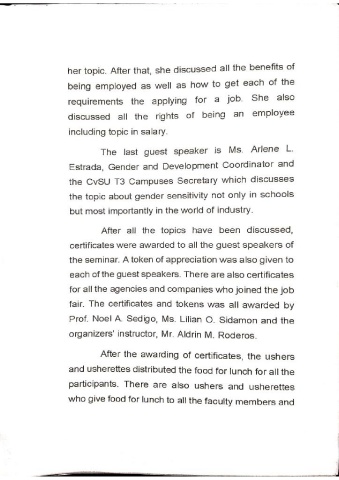 her topic. After that, she discussed all the benefits of
being employed as well as how to get each of the
requirements the applying for a job. She also
discussed all the rights of being an employee
including topic in salary.
The last guest speaker is Ms. Arlene L.
Estrada, Gender and Development Coordinator and
the CvSU T3 Campuses Secretary which discusses
the topic about gender sensitivity not only in schools
but most importantly in the world of industry.
After all the topics have been discussed,
certificates were awarded to all the guest speakers of
the seminar. A token of appreciation was also given to
each of the guest speakers. There are also certificates
for all the agencies and companies who joined the job
fair. The certificates and tokens was all awarded by
Prof. Noel A. Sedigo, Ms. Lilian O. Sidamon and the
organizers' instructor, Mr. Aldrin M. Roderos.
After the awarding of certificates, the ushers
and usherettes distributed the food for lunch for all the
participants. There are also ushers and usherettes
who give food for lunch to all the faculty members and